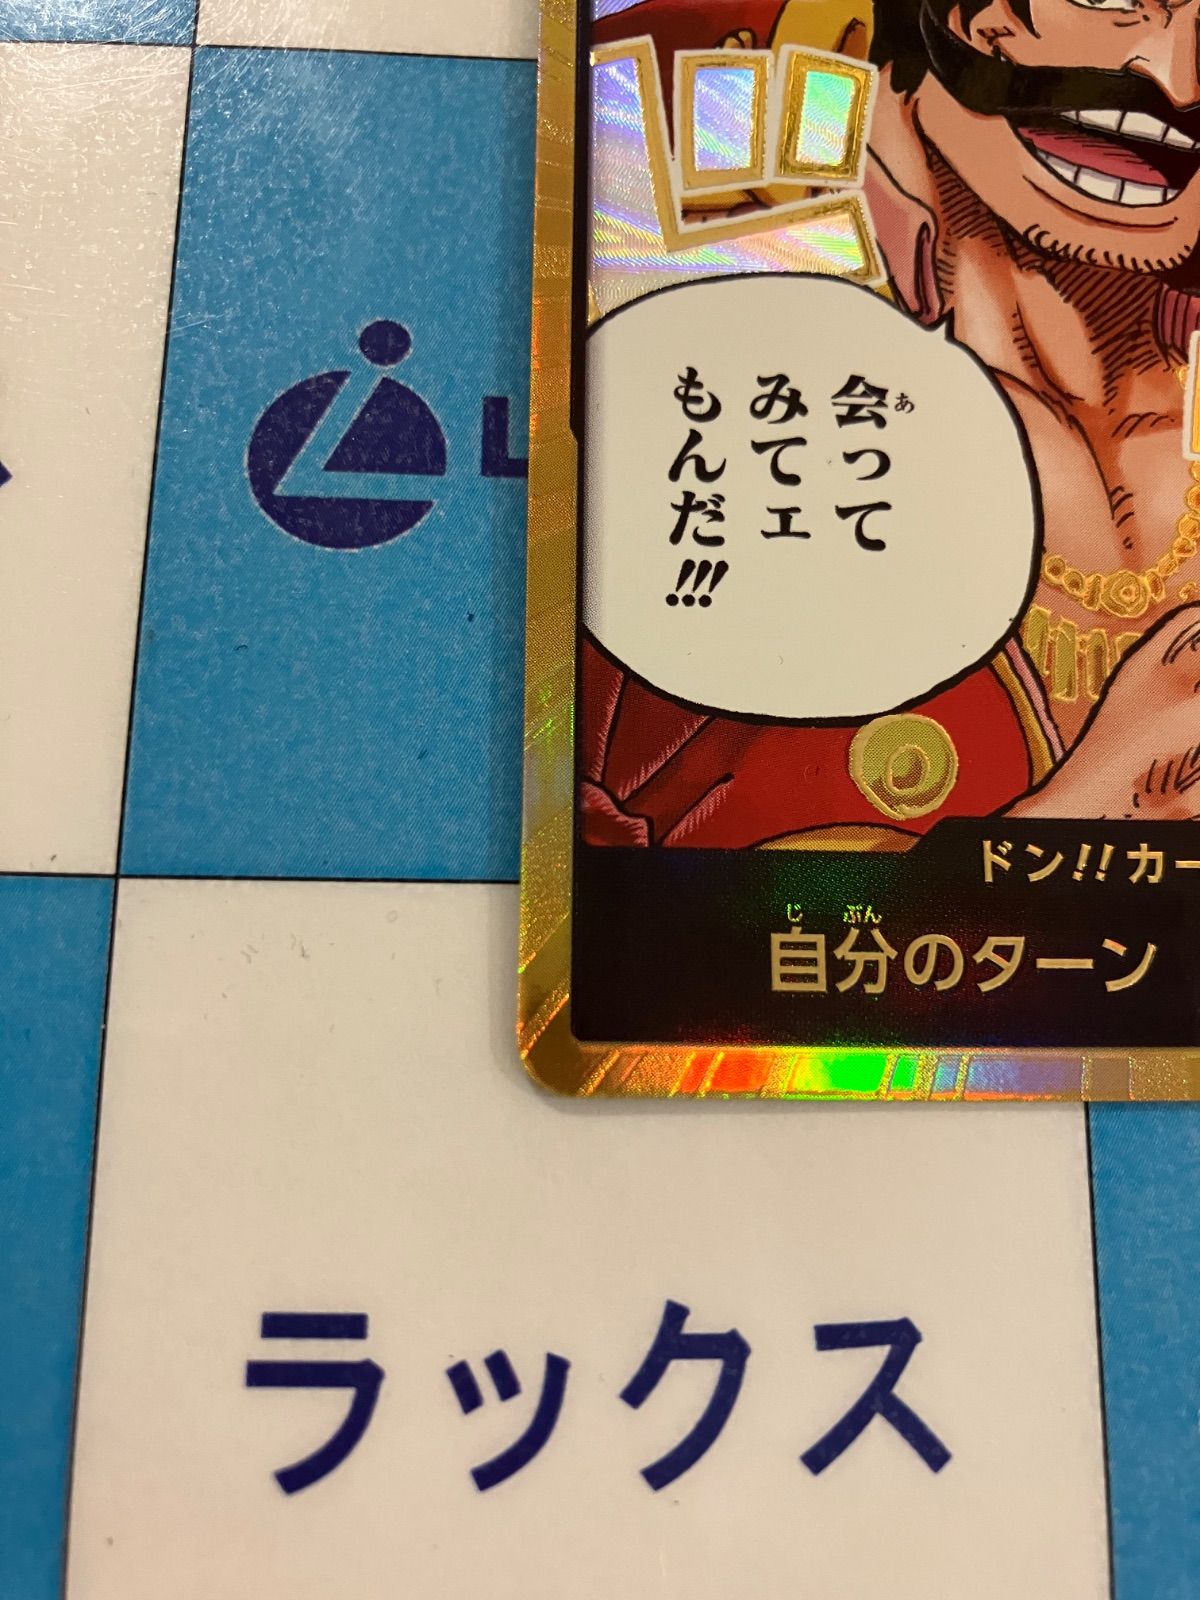 会って
みてェ
もんだ!!!
あ
ドン!!カー
じ ぶん
自分のターン
L
ラックス